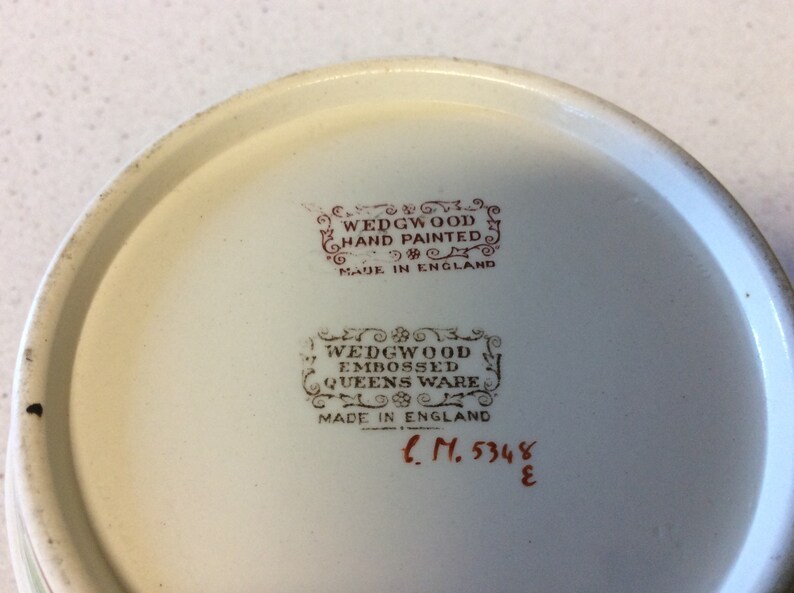 WEDGWOOD
HAND PAINTED
MADE IN ENGLAND
WEDGWOOD
EMBOSSED
QUEENS WARE
MADE IN ENGLAND
C.M. 5348
E